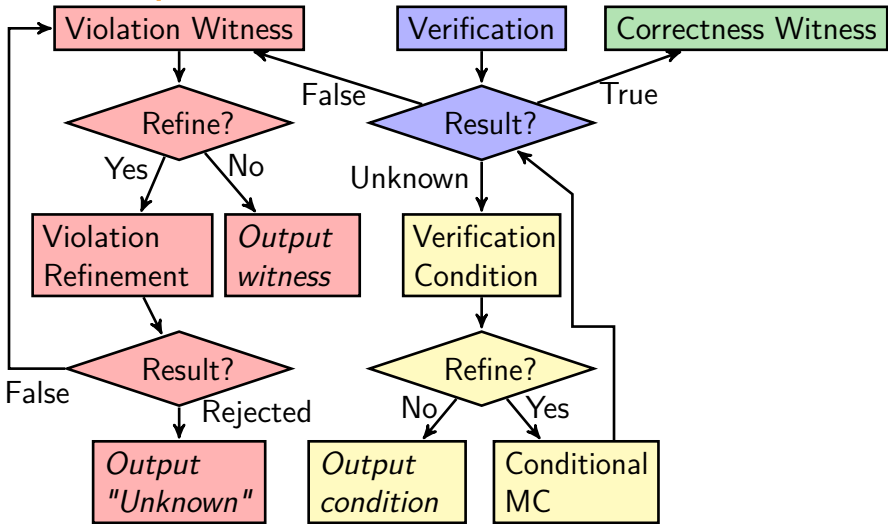 Violation Witness
Verification
Correctness Witness
False
True
Refine?
Result?
Yes
No
Unknown
Violation
Refinement
Output
witness
Verification
Condition
Result?
Refine?
False
Rejected
No
Yes
Output
"Unknown"
Output
condition
Conditional
MC